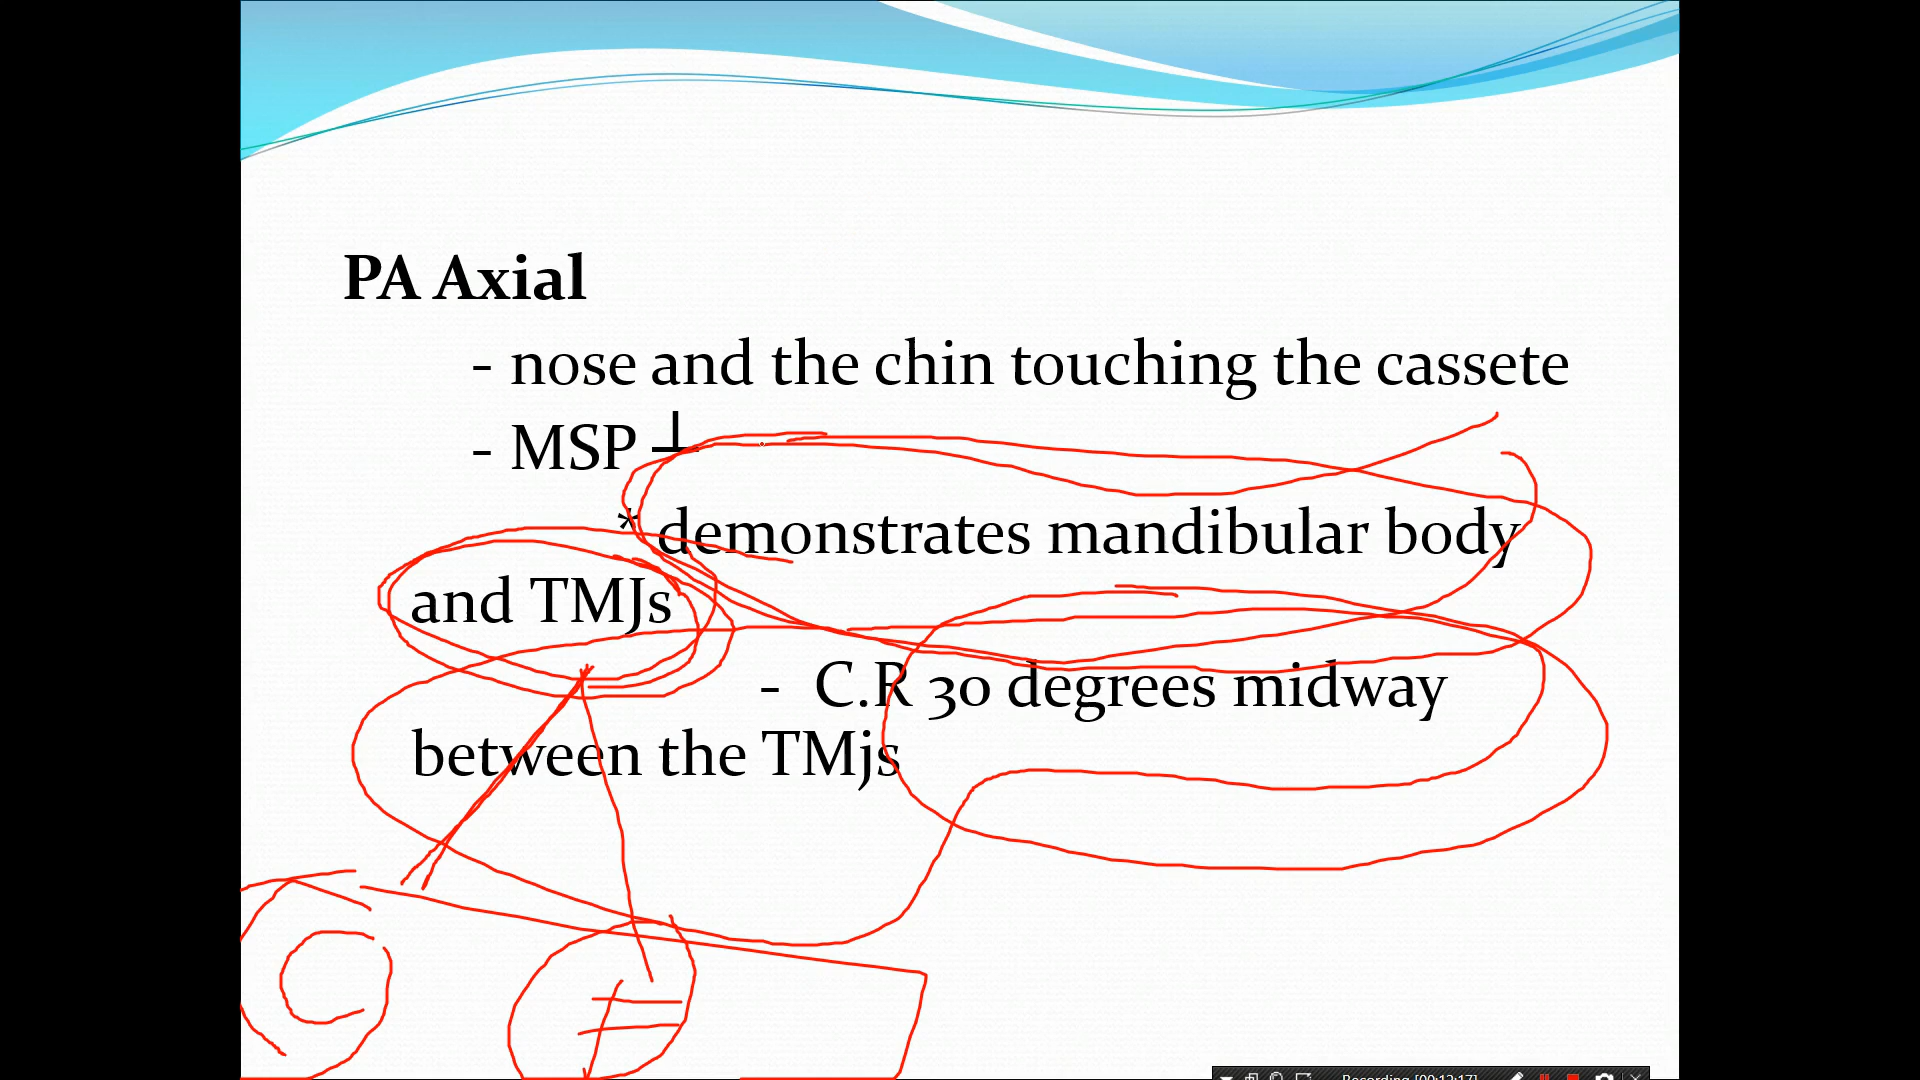 PA Axial
- nose and the chin touching the cassete
- MSP ┴
* demonstrates mandibular body
and TMJs
- C.R 30 degrees midway
between the TMjs
Recording [00:12:17]